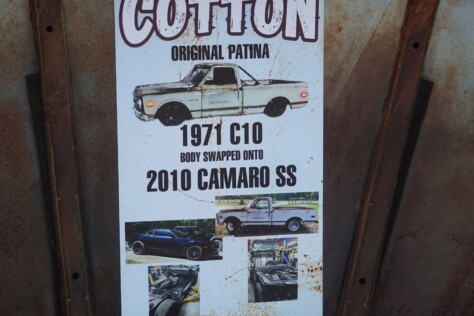 COTTON
ORIGINAL PATINA
1971 C10
BODY SWAPPED ONTO
2010 CAMARO SS